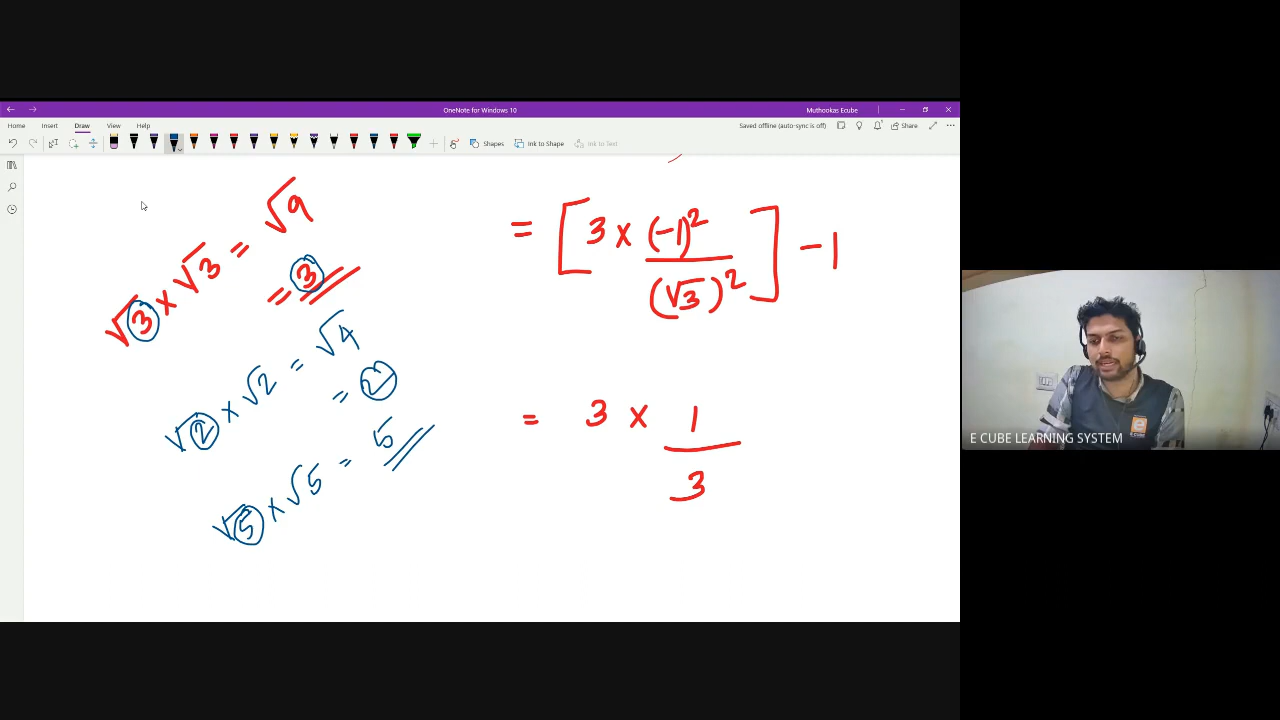 OneNote for Windows 10
Muthookas Ecube
Home Insert Draw View Help
Saved offline (auto-sync is off)
Share
Shapes
Ink to Shape
Ink to Text
√3 × √3 = √9
= 3
√2 × √2 = √4
= 2
√5 × √5 = 5
= [3 × (-1)² / (√3)²] - 1
= 3 × 1 / 3
E CUBE LEARNING SYSTEM